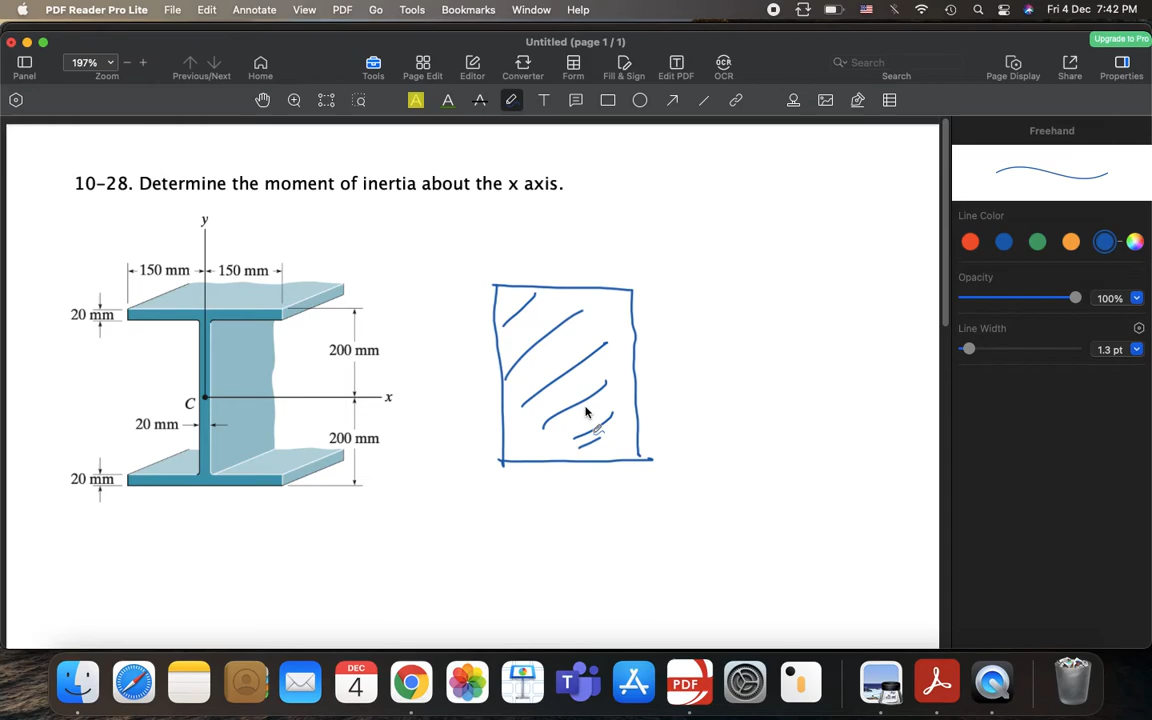 PDF Reader Pro Lite File Edit Annotate View PDF Go Tools Bookmarks Window Help Fri 4 Dec 7:42 PM
Untitled (page 1 / 1)
Upgrade to Pro
197%
Search
Panel Zoom Previous/Next Home Tools Page Edit Editor Converter Form Fill & Sign Edit PDF OCR Search Page Display Share Properties
OCR
A A A T
Freehand
10-28. Determine the moment of inertia about the x axis.
Line Color
Opacity
100%
Line Width
1.3 pt
y
150 mm 150 mm
20 mm
200 mm
C x
20 mm
200 mm
20 mm
DEC
4
PDF